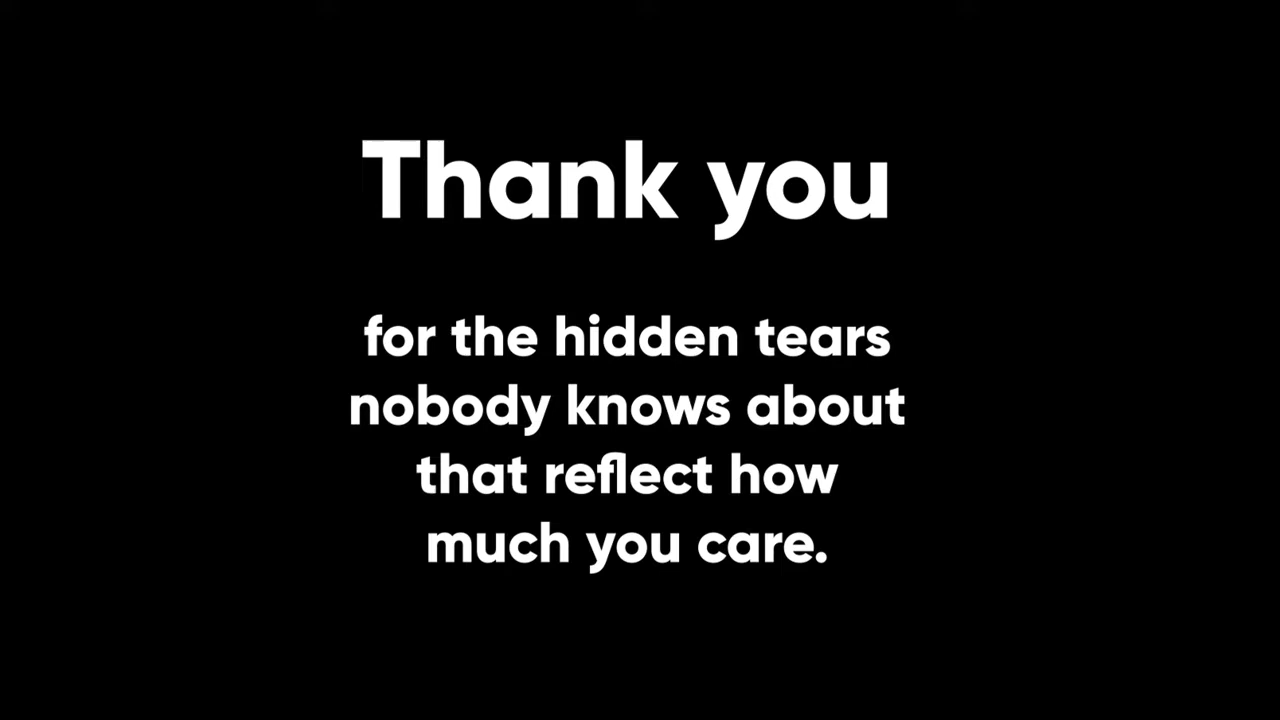 Thank you
for the hidden tears
nobody knows about
that reflect how
much you care.